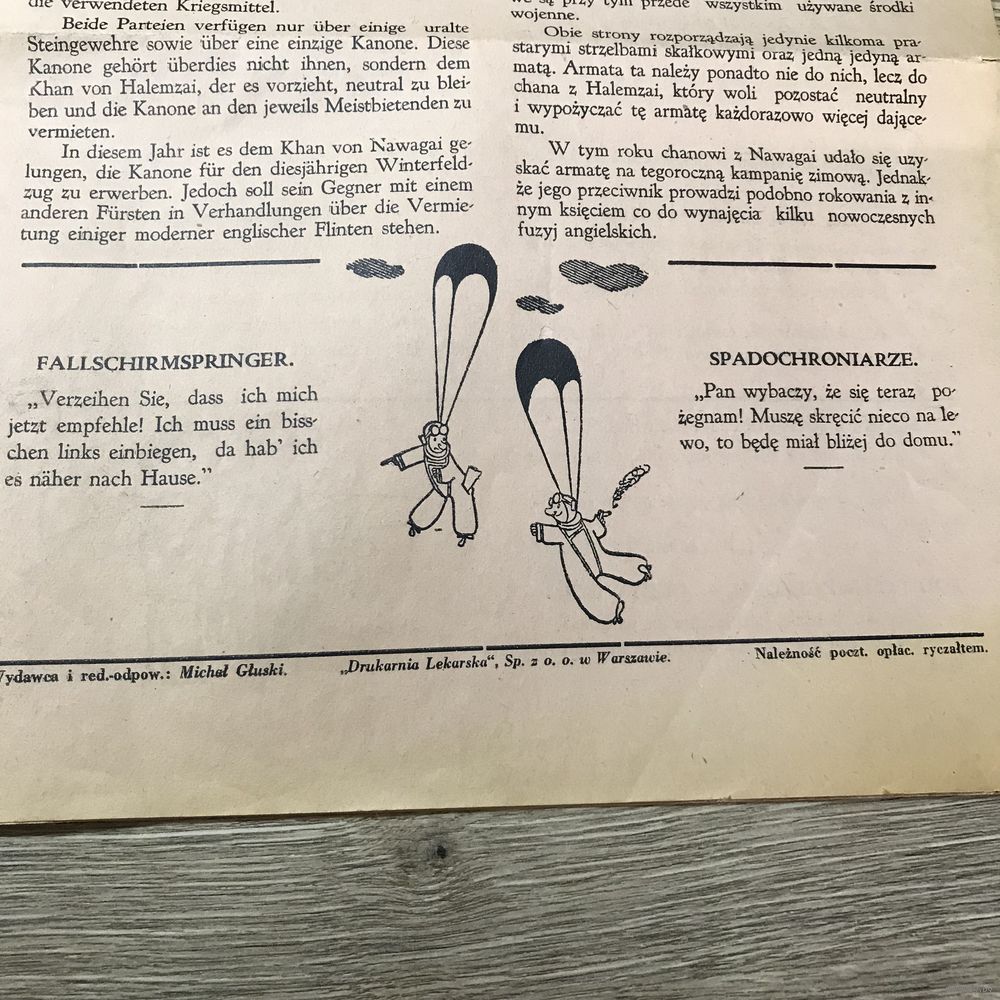 die verwendeten Kriegsmittel.
Beide Parteien verfügen nur über einige uralte
Steingewehre sowie über eine einzige Kanone. Diese
Kanone gehört überdies nicht ihnen, sondern dem
Khan von Halemzai, der es vorzieht, neutral zu blei-
ben und die Kanone an den jeweils Meistbietenden zu
vermieten.
In diesem Jahr ist es dem Khan von Nawagai ge-
lungen, die Kanone für den diesjährigen Winterfeld-
zug zu erwerben. Jedoch soll sein Gegner mit einem
anderen Fürsten in Verhandlungen über die Vermie-
tung einiger moderner englischer Flinten stehen.
we są przy tym przede wszystkim używane środki
wojenne.
Obie strony rozporządzają jedynie kilkoma pra-
starymi strzelbami skałkowymi oraz jedną jedyną ar-
matą. Armata ta należy ponadto nie do nich, lecz do
chana z Halemzai, który woli pozostać neutralny
i wypożyczać tę armatę każdorazowo więcej dające-
mu.
W tym roku chanowi z Nawagai udało się uzy-
skać armatę na tegoroczną kampanię zimową. Jednak-
że jego przeciwnik prowadzi podobno rokowania z in-
nym księciem co do wynajęcia kilku nowoczesnych
fuzyj angielskich.
FALLSCHIRMSPRINGER.
„Verzeihen Sie, dass ich mich
jetzt empfehle! Ich muss ein biss-
chen links einbiegen, da hab' ich
es näher nach Hause.”
SPADOCHRONIARZE.
„Pan wybaczy, że się teraz po-
żegnam! Muszę skręcić nieco na le-
wo, to będę miał bliżej do domu.”
Wydawca i red.-odpow.: Michał Głuski.
„Drukarnia Lekarska“, Sp. z o. o. w Warszawie.
Należność poczt. opłac. ryczałtem.